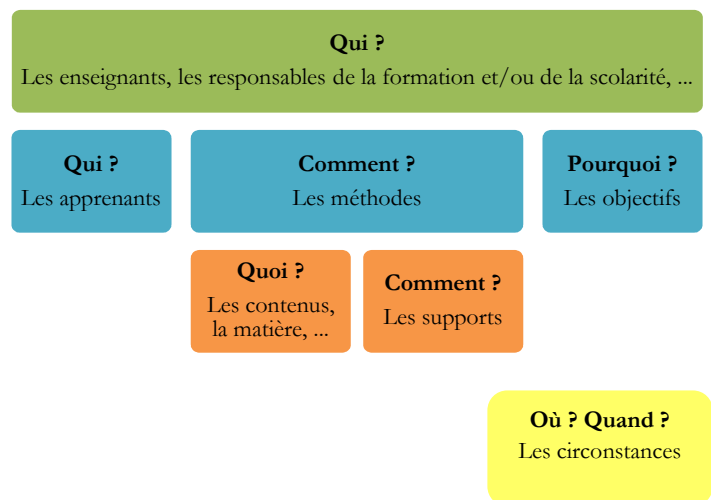 Qui ?
Les enseignants, les responsables de la formation et/ou de la scolarité, ...
Qui ?
Les apprenants
Comment ?
Les méthodes
Pourquoi ?
Les objectifs
Quoi ?
Les contenus,
la matière, ...
Comment ?
Les supports
Où ? Quand ?
Les circonstances